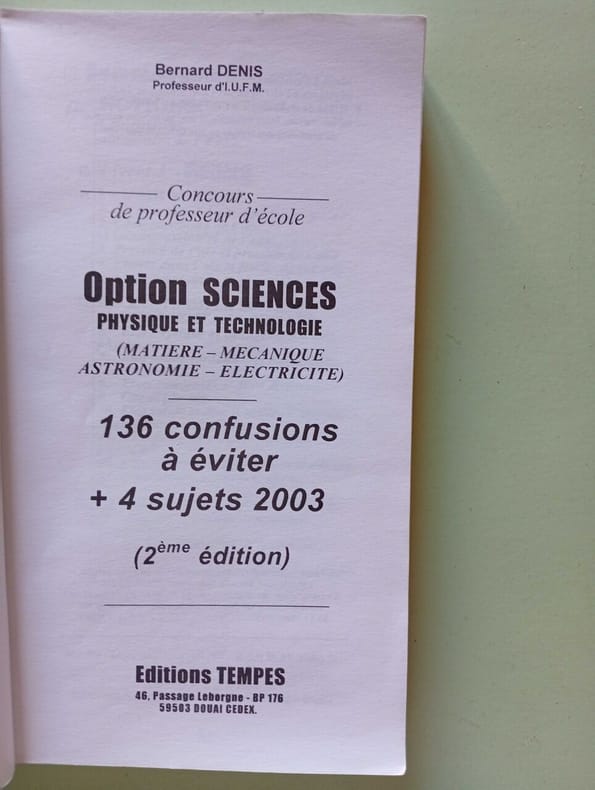 Bernard DENIS
Professeur d'I.U.F.M.
Concours
de professeur d'école
Option SCIENCES
PHYSIQUE ET TECHNOLOGIE
(MATIERE – MECANIQUE
ASTRONOMIE – ELECTRICITE)
136 confusions
à éviter
+ 4 sujets 2003
(2ème édition)
Editions TEMPES
46, Passage Leborgne - BP 176
59503 DOUAI CEDEX.